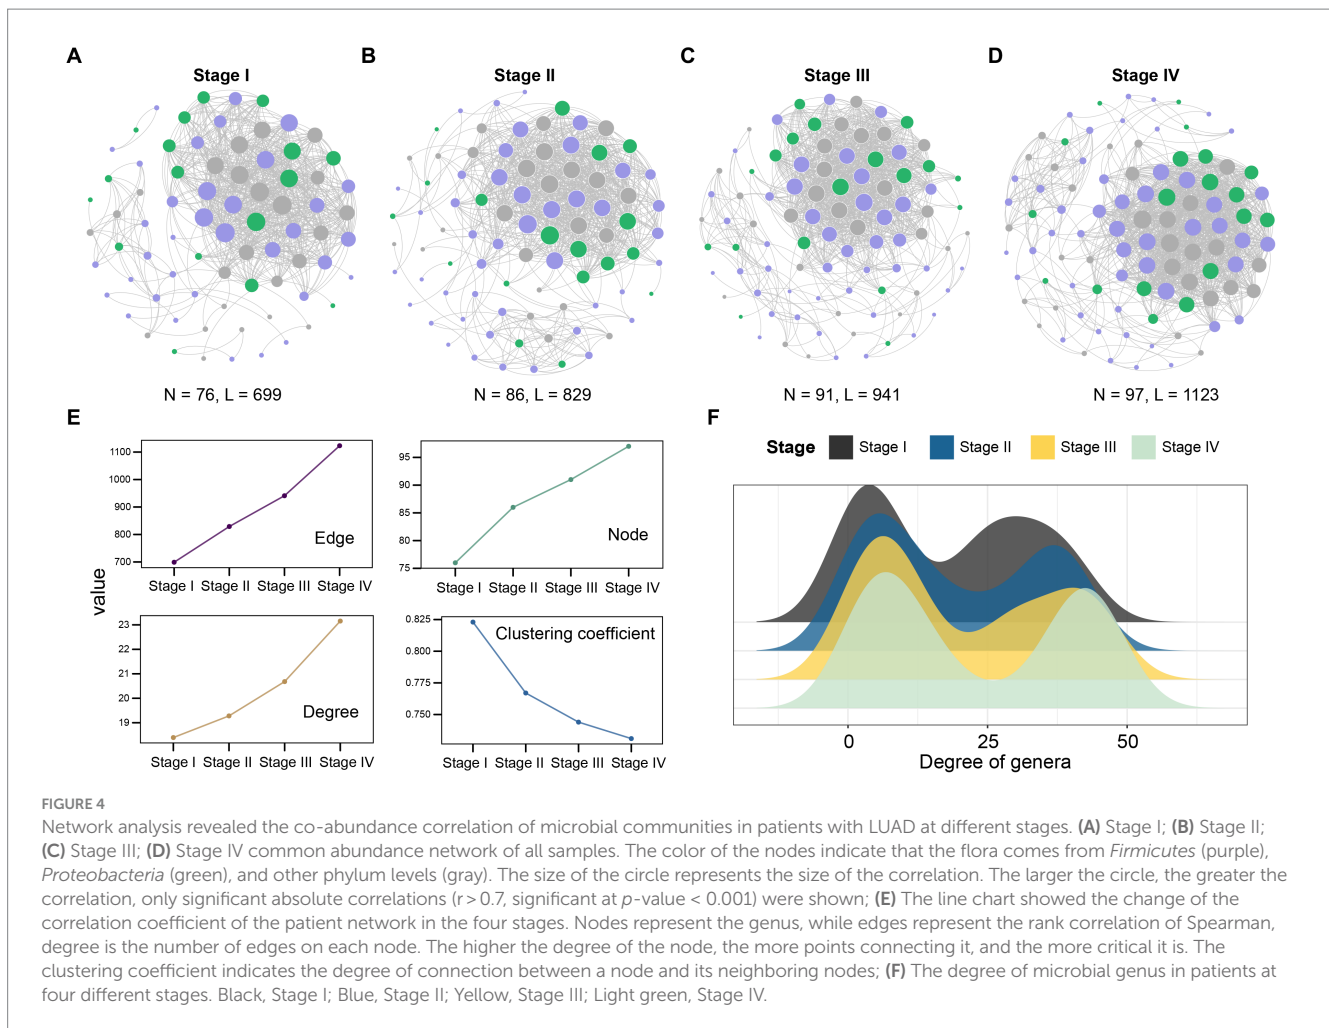 A
Stage I
B
Stage II
C
Stage III
D
Stage IV
N = 76, L = 699
N = 86, L = 829
N = 91, L = 941
N = 97, L = 1123
E
value
1100
1000
900
800
700
Edge
Stage I Stage II Stage III Stage IV
95
90
85
80
75
Node
Stage I Stage II Stage III Stage IV
23
22
21
20
19
Degree
Stage I Stage II Stage III Stage IV
0.825
0.800
0.775
0.750
Clustering coefficient
Stage I Stage II Stage III Stage IV
F
Stage Stage I Stage II Stage III Stage IV
0 25 50
Degree of genera
FIGURE 4
Network analysis revealed the co-abundance correlation of microbial communities in patients with LUAD at different stages. (A) Stage I; (B) Stage II;
(C) Stage III; (D) Stage IV common abundance network of all samples. The color of the nodes indicate that the flora comes from Firmicutes (purple),
Proteobacteria (green), and other phylum levels (gray). The size of the circle represents the size of the correlation. The larger the circle, the greater the
correlation, only significant absolute correlations (r > 0.7, significant at p-value < 0.001) were shown; (E) The line chart showed the change of the
correlation coefficient of the patient network in the four stages. Nodes represent the genus, while edges represent the rank correlation of Spearman,
degree is the number of edges on each node. The higher the degree of the node, the more points connecting it, and the more critical it is. The
clustering coefficient indicates the degree of connection between a node and its neighboring nodes; (F) The degree of microbial genus in patients at
four different stages. Black, Stage I; Blue, Stage II; Yellow, Stage III; Light green, Stage IV.